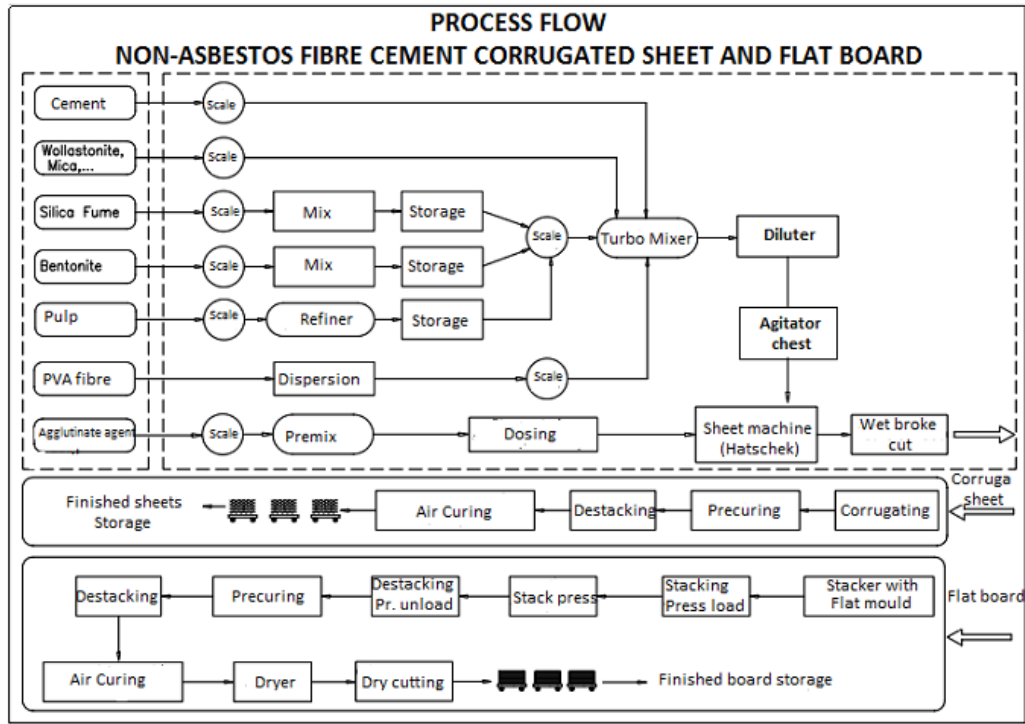 PROCESS FLOW
NON-ASBESTOS FIBRE CEMENT CORRUGATED SHEET AND FLAT BOARD
Cement
Scale
Wollastonite,
Mica,...
Scale
Silica Fume
Scale
Mix
Storage
Scale
Turbo Mixer
Diluter
Bentonite
Scale
Mix
Storage
Pulp
Scale
Refiner
Storage
Agitator
chest
PVA fibre
Dispersion
Scale
Agglutinate agent
Scale
Premix
Dosing
Sheet machine
(Hatschek)
Wet broke
cut
Corruga
sheet
Finished sheets
Storage
Air Curing
Destacking
Precuring
Corrugating
Destacking
Precuring
Destacking
Pr. unload
Stack press
Stacking
Press load
Stacker with
Flat mould
Flat board
Air Curing
Dryer
Dry cutting
Finished board storage